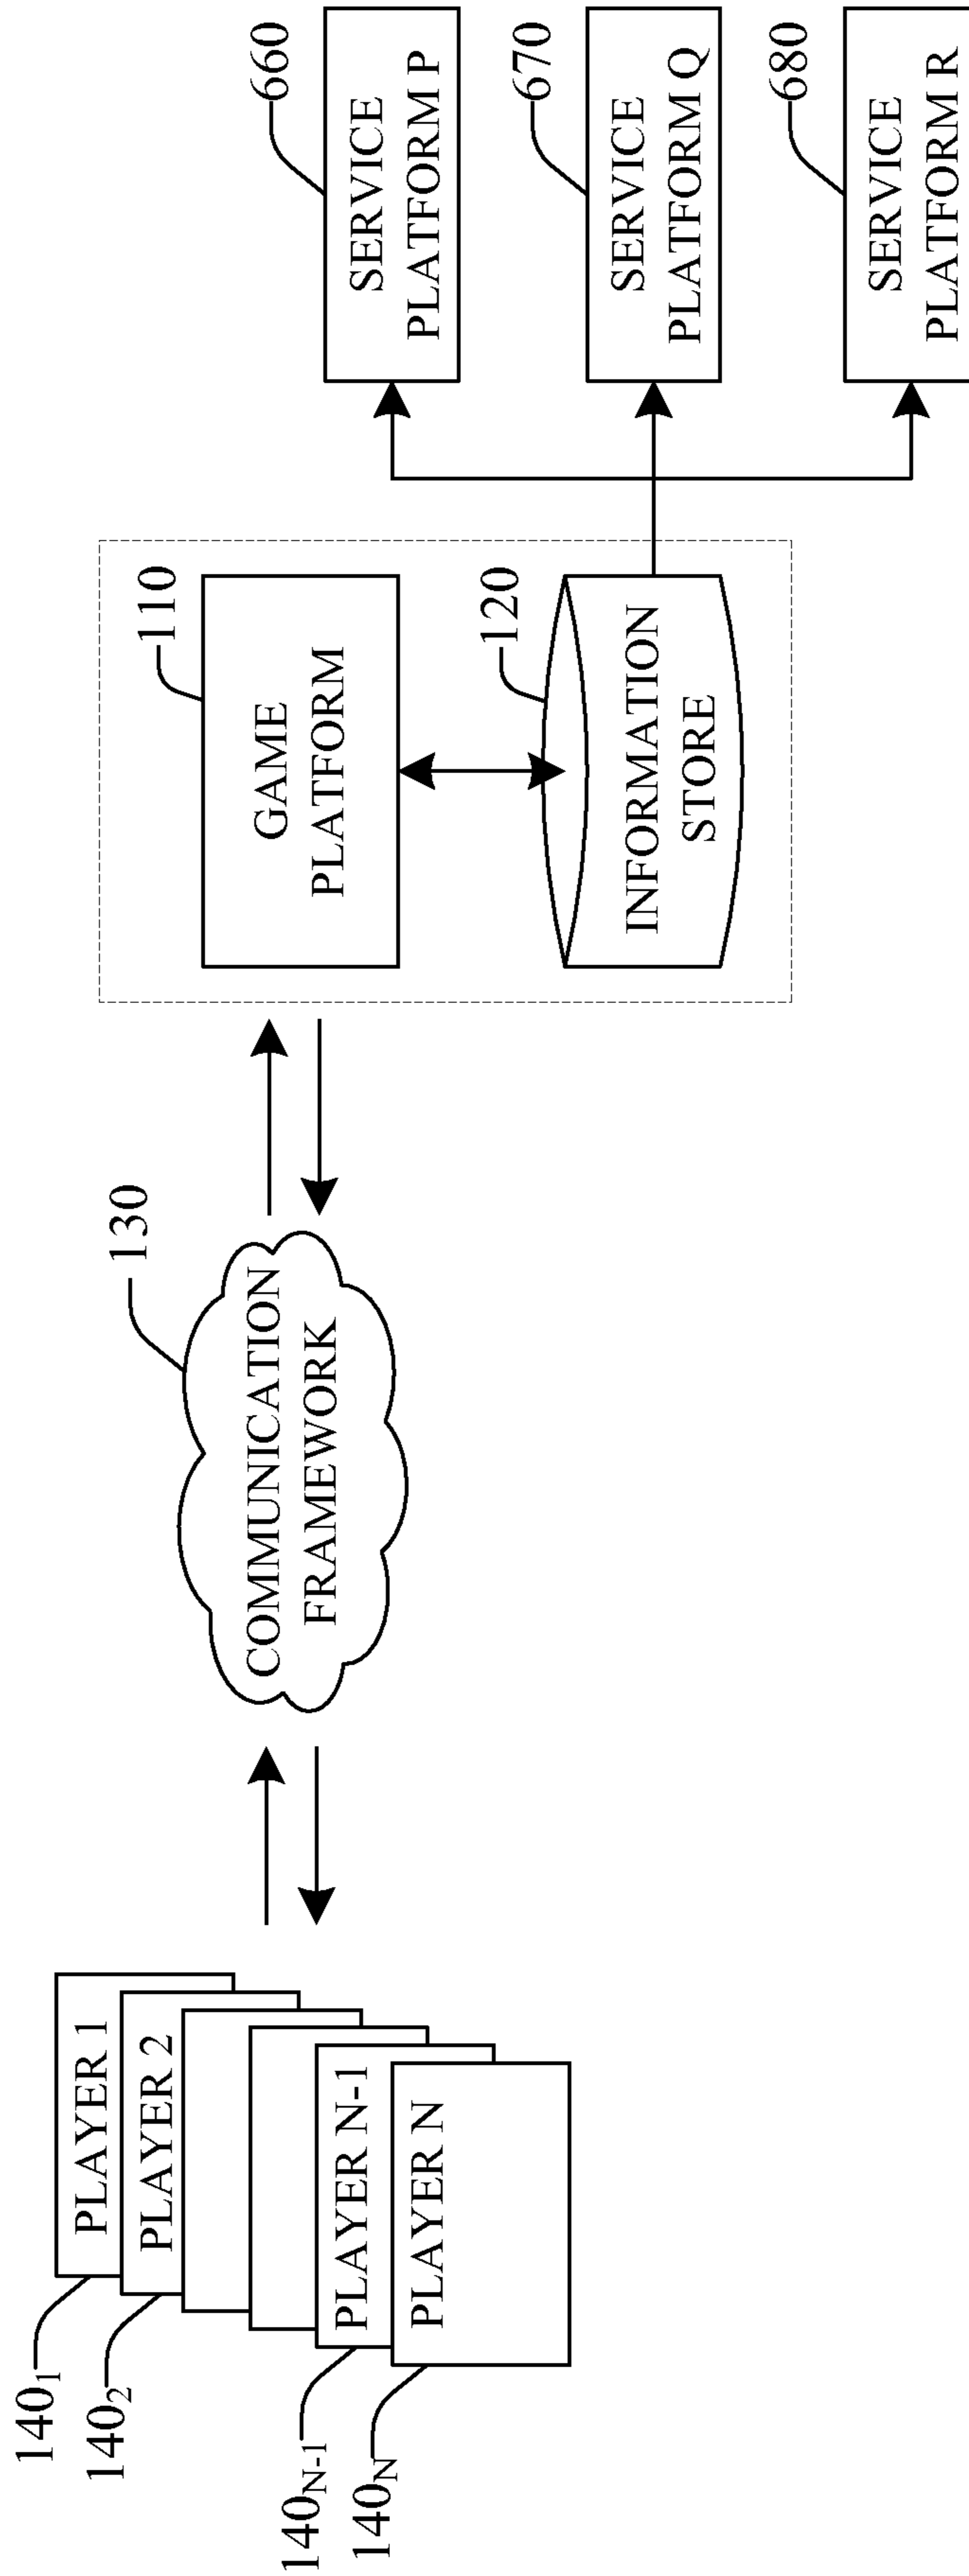 140₁
PLAYER 1
140₂
PLAYER 2
140N-1
PLAYER N-1
140N
PLAYER N
130
COMMUNICATION
FRAMEWORK
110
GAME
PLATFORM
120
INFORMATION
STORE
660
SERVICE
PLATFORM P
670
SERVICE
PLATFORM Q
680
SERVICE
PLATFORM R